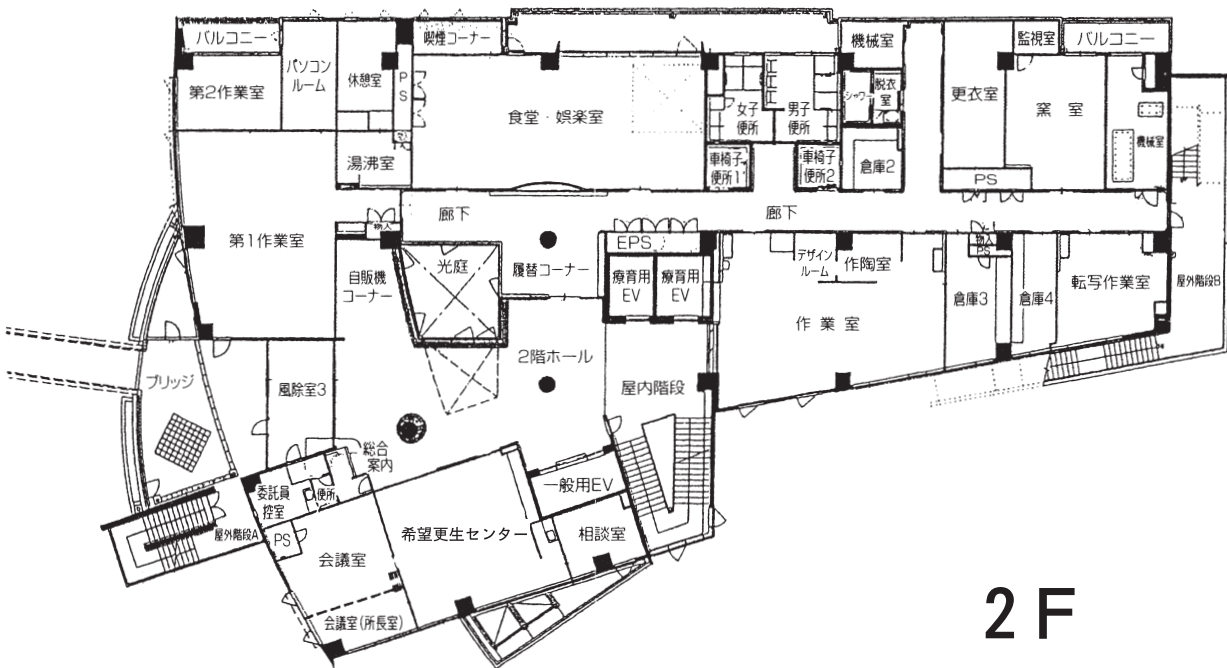 バルコニー
喫煙コーナー
機械室
監視室
バルコニー
パソコン
ルーム
休憩室
PS
第2作業室
食堂・娯楽室
女子
便所
男子
便所
シャワー
脱衣
室
更衣室
窯室
機械室
湯沸室
車椅子
便所1
車椅子
便所2
倉庫2
PS
廊下
廊下
第1作業室
物入
EPS
物入
PS
光庭
履替コーナー
自販機
コーナー
療育用
EV
療育用
EV
デザイン
ルーム
作陶室
作業室
倉庫3
倉庫4
転写作業室
屋外階段B
2階ホール
屋内階段
ブリッジ
風除室3
総合
案内
委託員
控室
便所
一般用EV
屋外階段A
PS
会議室
希望更生センター
相談室
会議室(所長室)
2F